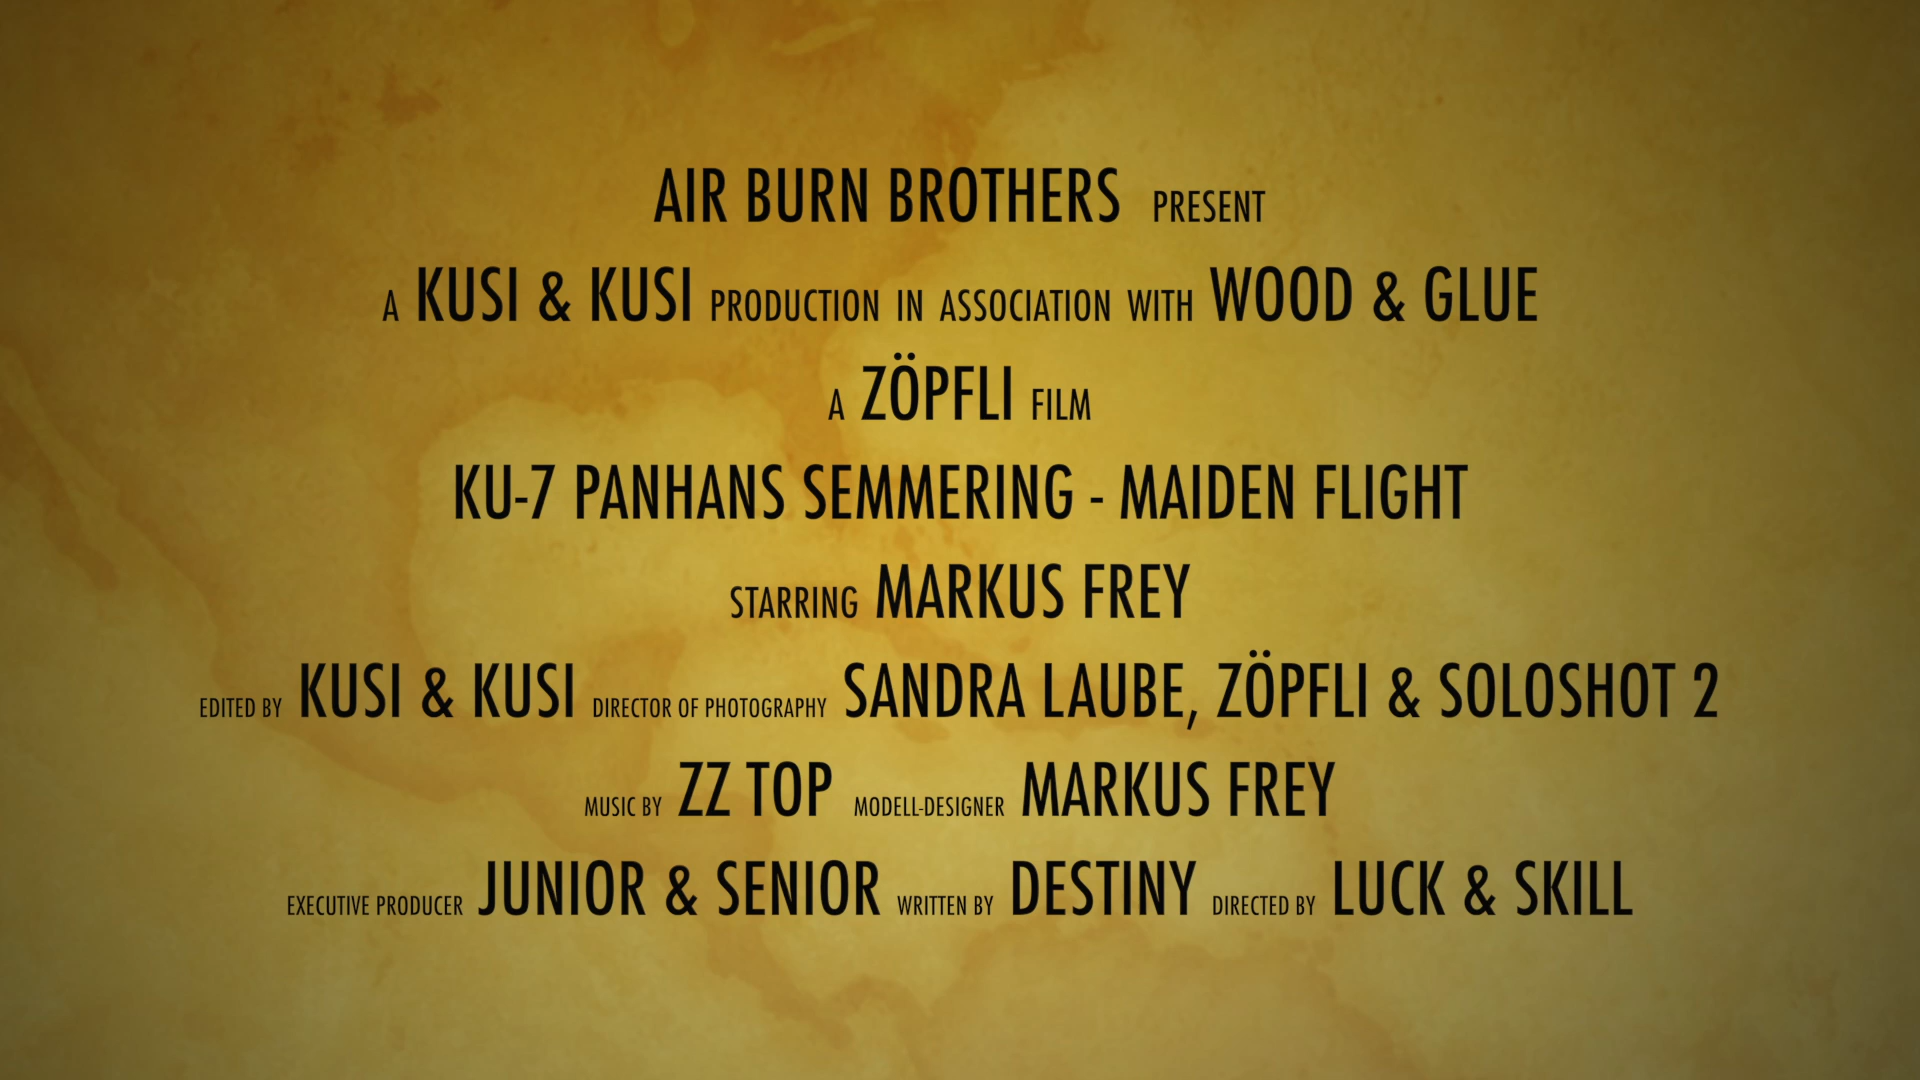 AIR BURN BROTHERS PRESENT
A KUSI & KUSI PRODUCTION IN ASSOCIATION WITH WOOD & GLUE
A ZÖPFLI FILM
KU-7 PANHANS SEMMERING - MAIDEN FLIGHT
STARRING MARKUS FREY
EDITED BY KUSI & KUSI DIRECTOR OF PHOTOGRAPHY SANDRA LAUBE, ZÖPFLI & SOLOSHOT 2
MUSIC BY ZZ TOP MODELL-DESIGNER MARKUS FREY
EXECUTIVE PRODUCER JUNIOR & SENIOR WRITTEN BY DESTINY DIRECTED BY LUCK & SKILL